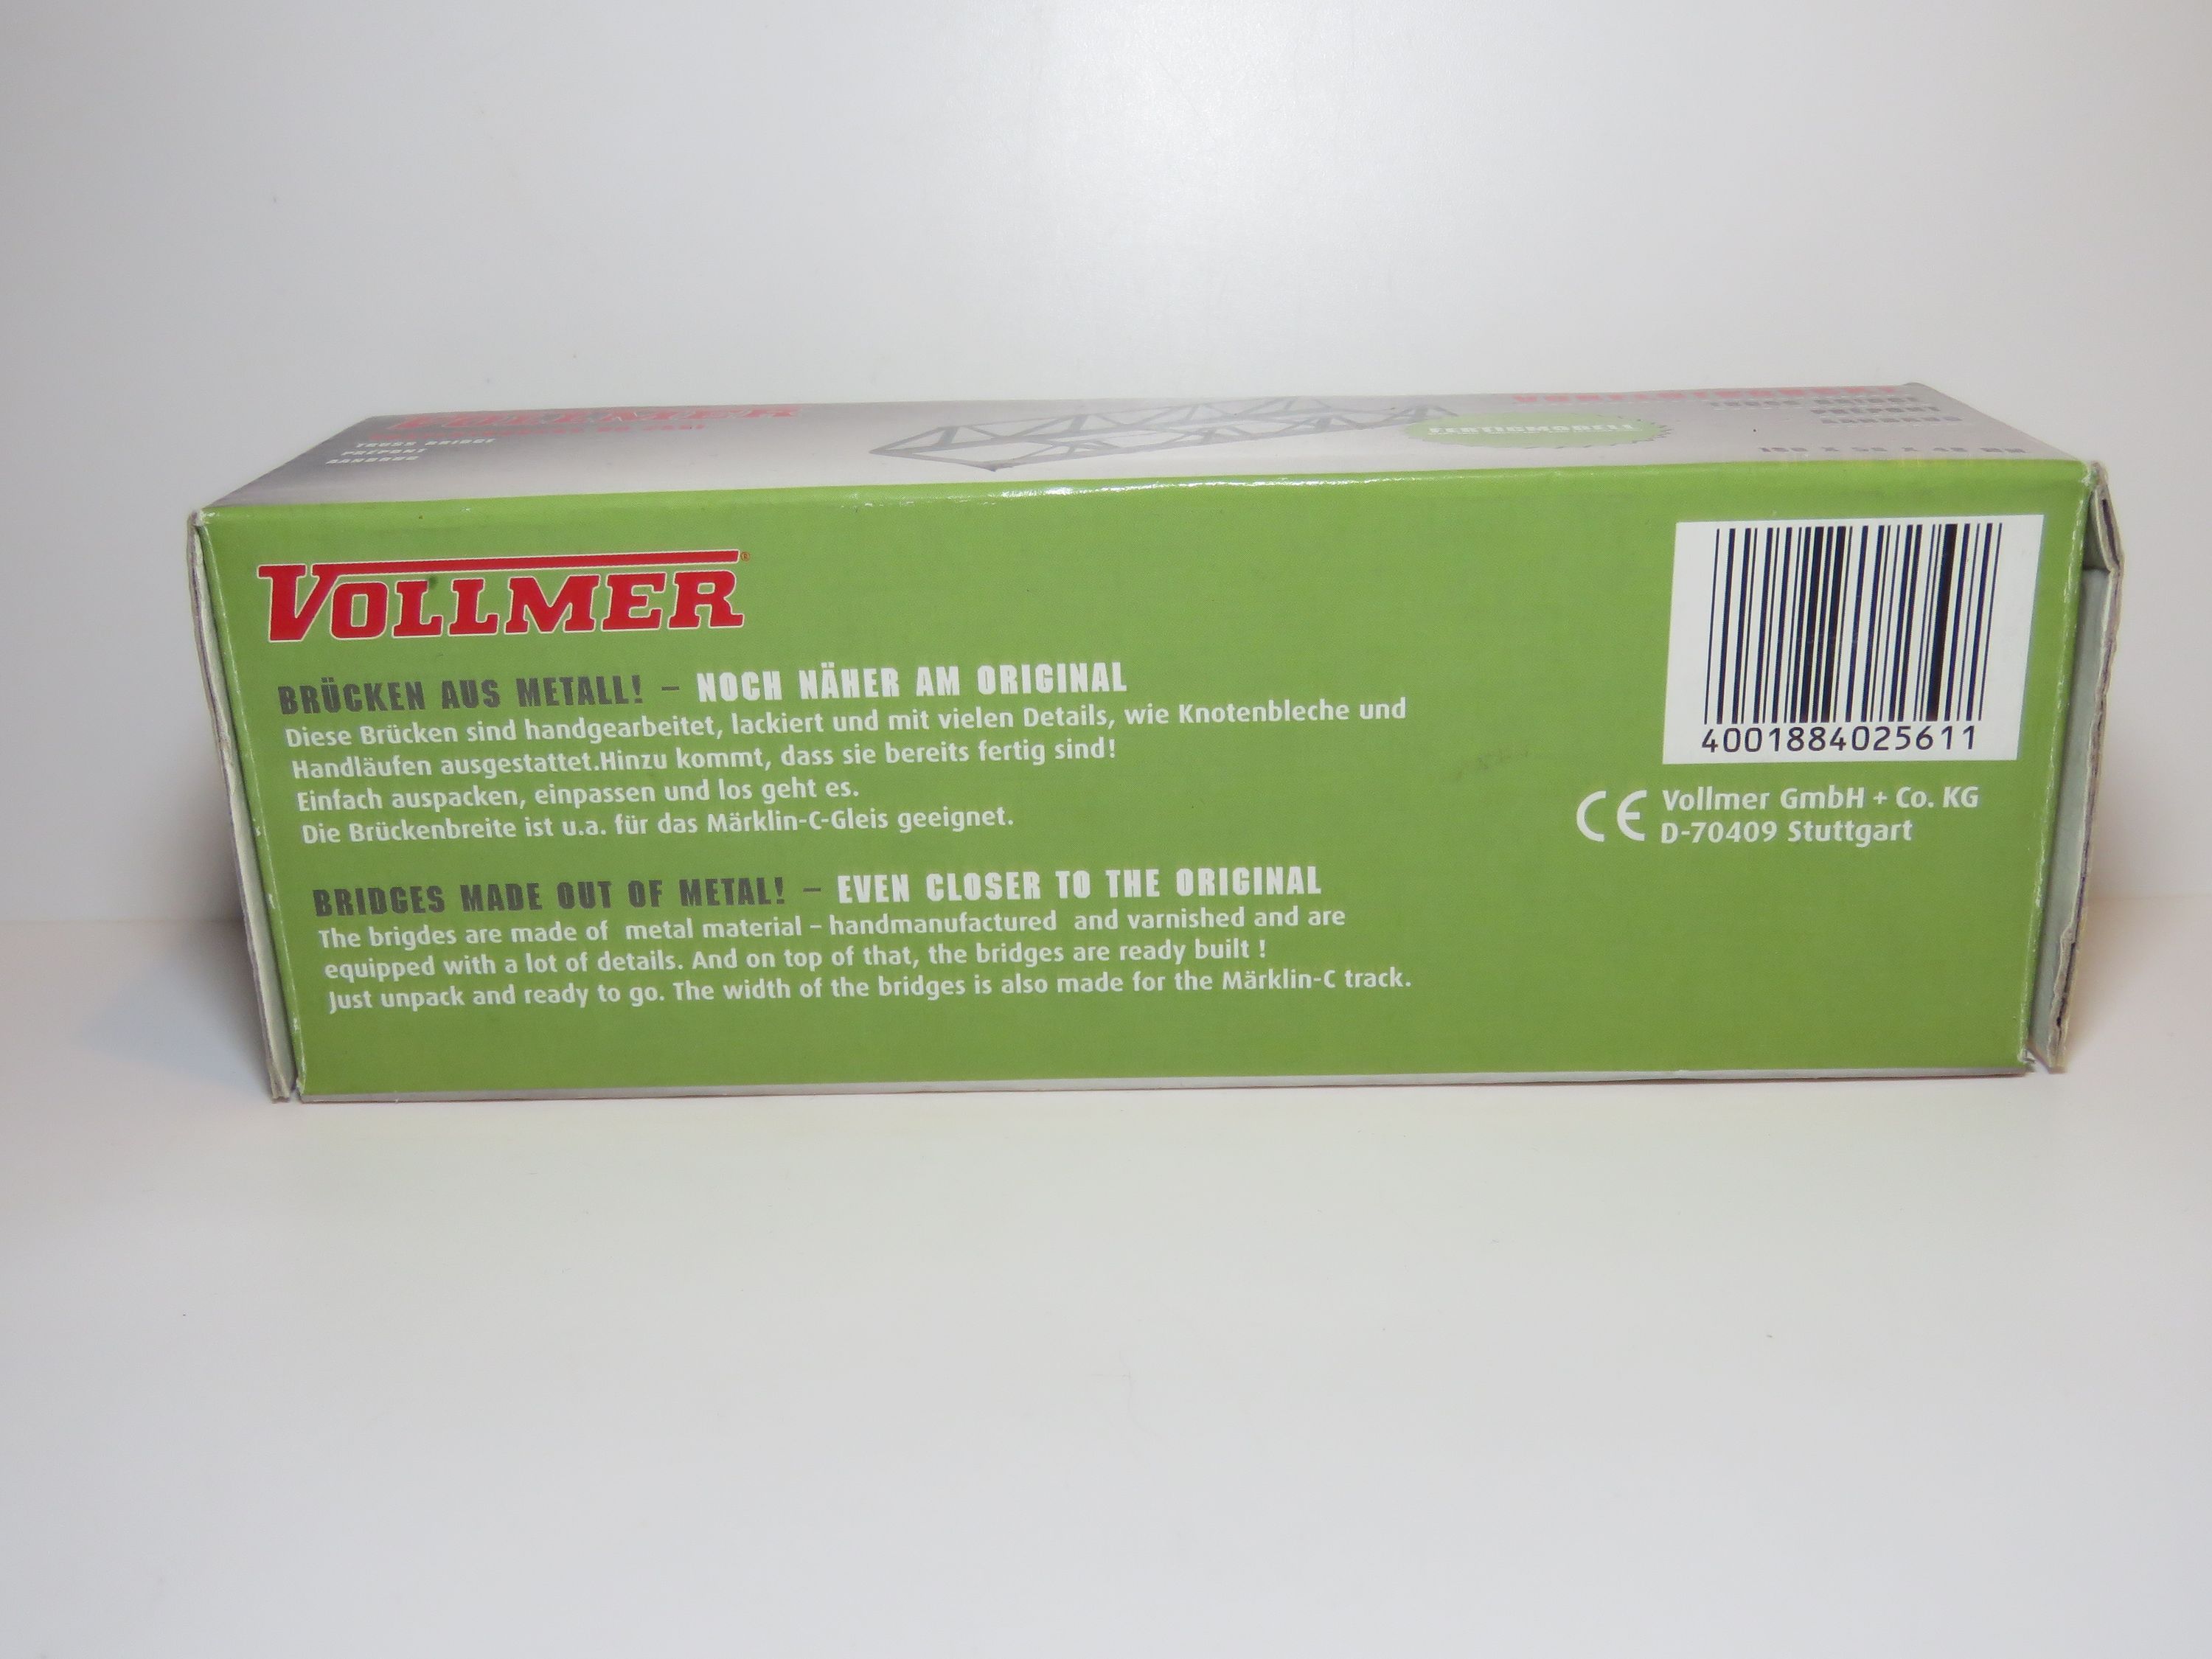 VOLLMER
TRUSS BRIDGE
FERTIGMODELL
VOLLMER®
BRÜCKEN AUS METALL! – NOCH NÄHER AM ORIGINAL
Diese Brücken sind handgearbeitet, lackiert und mit vielen Details, wie Knotenbleche und
Handläufen ausgestattet.Hinzu kommt, dass sie bereits fertig sind!
Einfach auspacken, einpassen und los geht es.
Die Brückenbreite ist u.a. für das Märklin-C-Gleis geeignet.
BRIDGES MADE OUT OF METAL! – EVEN CLOSER TO THE ORIGINAL
The brigdes are made of metal material – handmanufactured and varnished and are
equipped with a lot of details. And on top of that, the bridges are ready built !
Just unpack and ready to go. The width of the bridges is also made for the Märklin-C track.
4001884025611
CE Vollmer GmbH + Co. KG
D-70409 Stuttgart